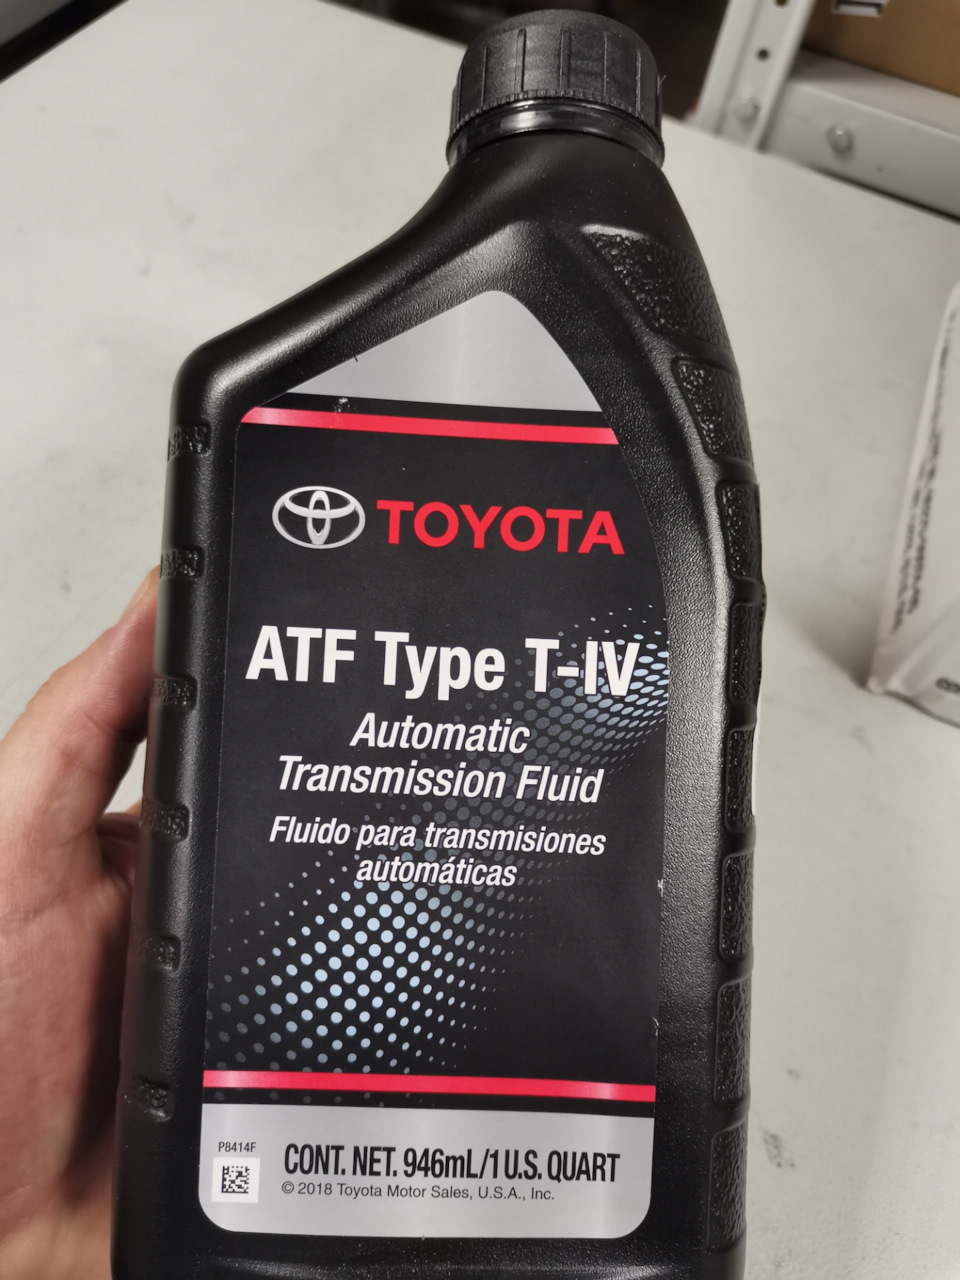 TOYOTA
ATF Type T-IV
Automatic
Transmission Fluid
Fluido para transmisiones
automáticas
P8414F
CONT. NET. 946mL/1 U.S. QUART
© 2018 Toyota Motor Sales, U.S.A., Inc.